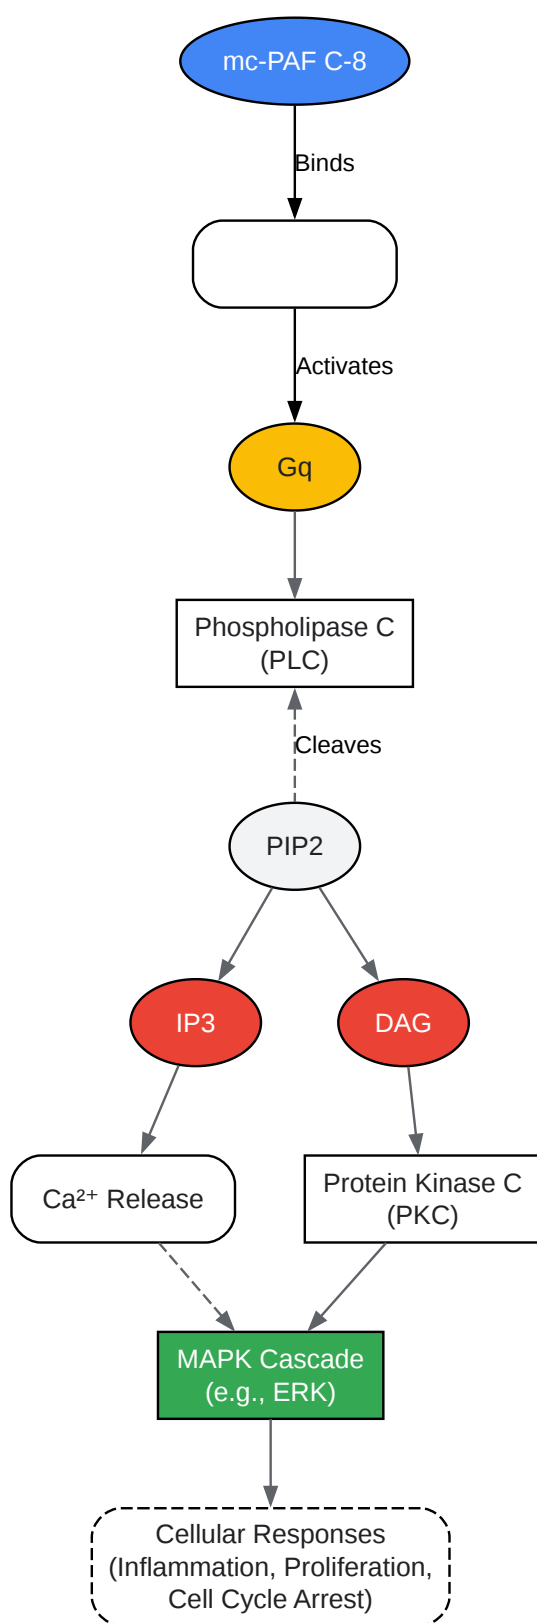 mc-PAF C-8
Binds
Activates
Gq
Phospholipase C
(PLC)
Cleaves
PIP2
IP3
DAG
Ca²⁺ Release
Protein Kinase C
(PKC)
MAPK Cascade
(e.g., ERK)
Cellular Responses
(Inflammation, Proliferation,
Cell Cycle Arrest)